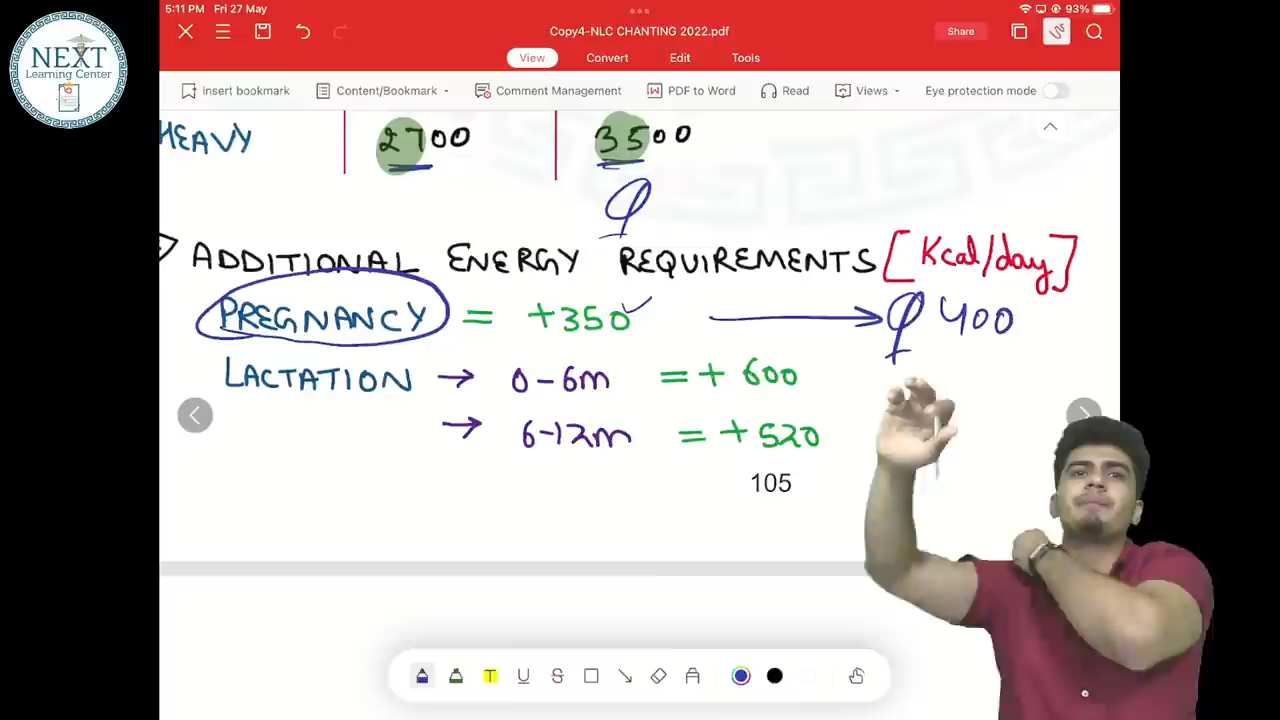 5:11 PM Fri 27 May
93%
Copy4-NLC CHANTING 2022.pdf
Share
View Convert Edit Tools
Insert bookmark Content/Bookmark Comment Management PDF to Word Read Views Eye protection mode
NEXT
Learning Center
HEAVY 2700 3500
ADDITIONAL ENERGY REQUIREMENTS [Kcal/day]
PREGNANCY = +350 → 400
LACTATION → 0-6m = + 600
→ 6-12m = + 520
105
T U S A